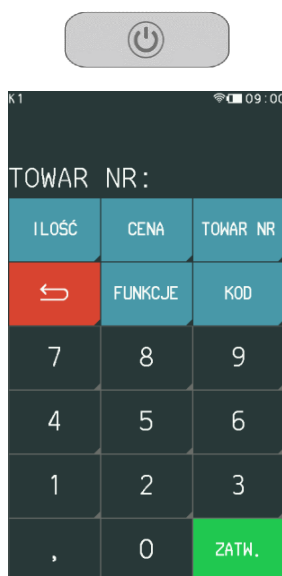 K1 09:00
TOWAR NR:
ILOŚĆ CENA TOWAR NR
FUNKCJE KOD
7 8 9
4 5 6
1 2 3
, 0 ZATW.